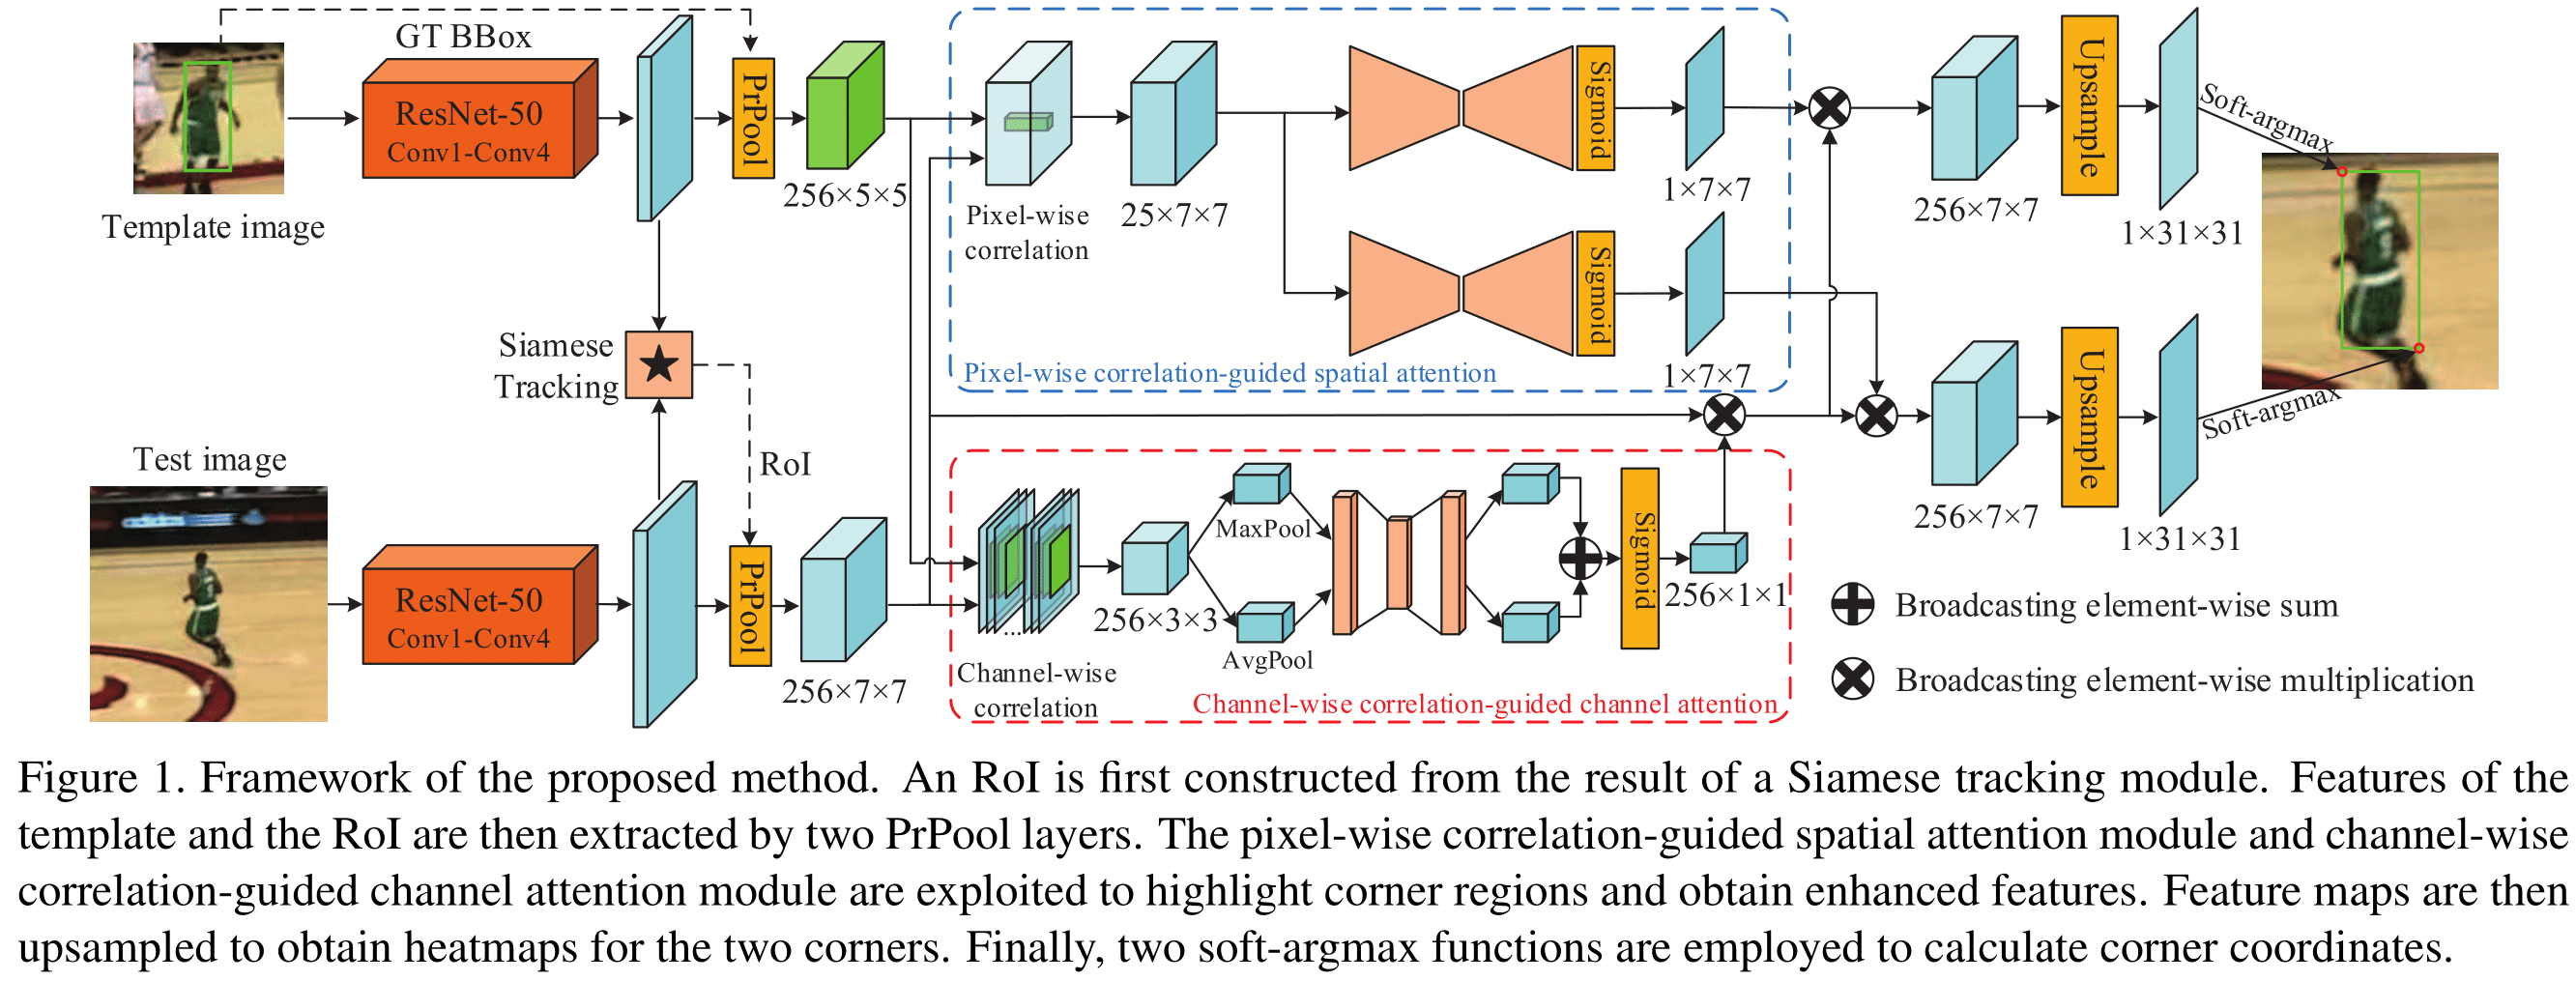 GT BBox
ResNet-50
Conv1-Conv4
PrPool
256×5×5
Template image
Pixel-wise
correlation
25×7×7
Sigmoid
1×7×7
Sigmoid
1×7×7
Pixel-wise correlation-guided spatial attention
256×7×7
Upsample
1×31×31
Soft-argmax
Siamese
Tracking
RoI
Test image
ResNet-50
Conv1-Conv4
PrPool
256×7×7
Channel-wise
correlation
...
256×3×3
MaxPool
AvgPool
Sigmoid
256×1×1
Channel-wise correlation-guided channel attention
256×7×7
Upsample
1×31×31
Soft-argmax
Broadcasting element-wise sum
Broadcasting element-wise multiplication
Figure 1. Framework of the proposed method. An RoI is first constructed from the result of a Siamese tracking module. Features of the
template and the RoI are then extracted by two PrPool layers. The pixel-wise correlation-guided spatial attention module and channel-wise
correlation-guided channel attention module are exploited to highlight corner regions and obtain enhanced features. Feature maps are then
upsampled to obtain heatmaps for the two corners. Finally, two soft-argmax functions are employed to calculate corner coordinates.